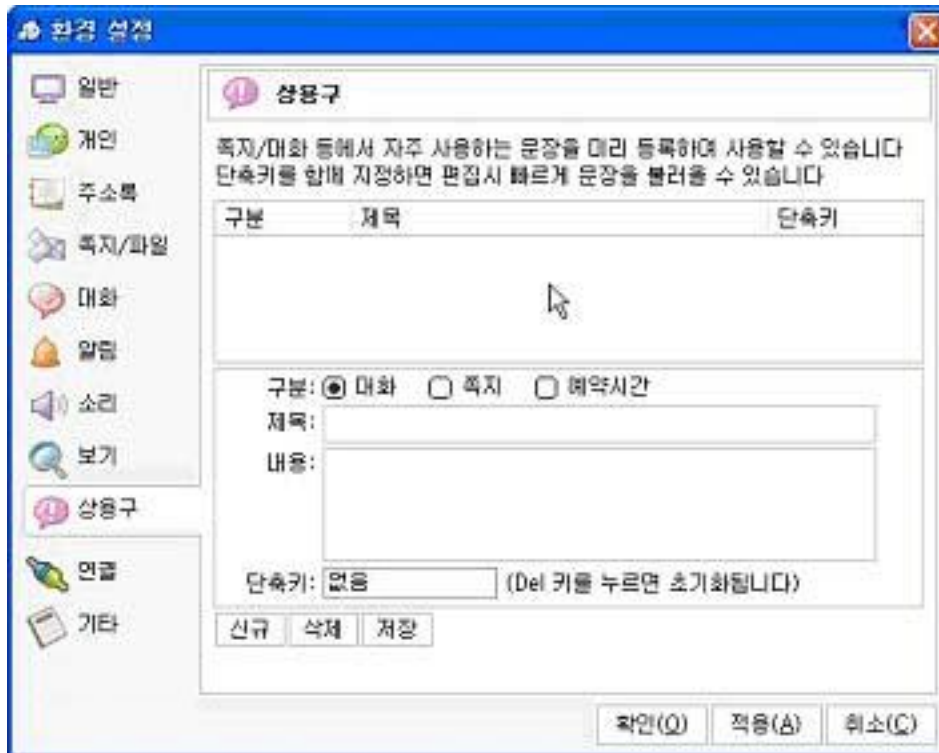 환경 설정
일반
개인
주소록
쪽지/파일
대화
알림
소리
보기
상용구
연결
기타
상용구
쪽지/대화 등에서 자주 사용하는 문장을 미리 등록하여 사용할 수 있습니다
단축키를 함께 지정하면 편집시 빠르게 문장을 불러올 수 있습니다
구분 제목 단축키
구분: 대화 쪽지 예약시간
제목:
내용:
단축키: 없음 (Del 키를 누르면 초기화됩니다)
신규 삭제 저장
확인(O) 적용(A) 취소(C)